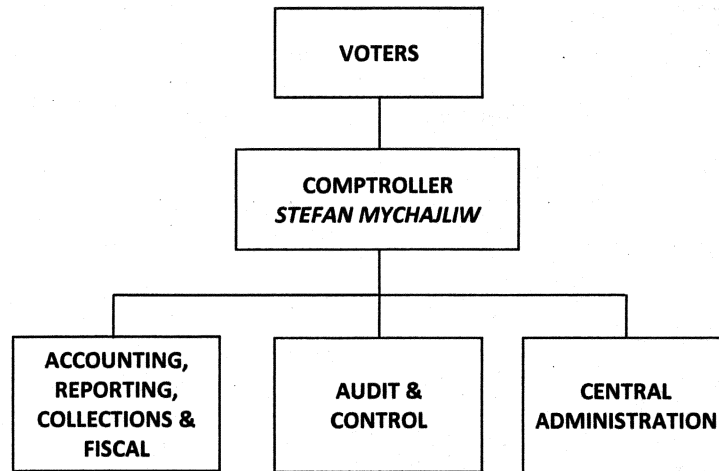 VOTERS
COMPTROLLER
STEFAN MYCHAJLIW
ACCOUNTING,
REPORTING,
COLLECTIONS &
FISCAL
AUDIT &
CONTROL
CENTRAL
ADMINISTRATION